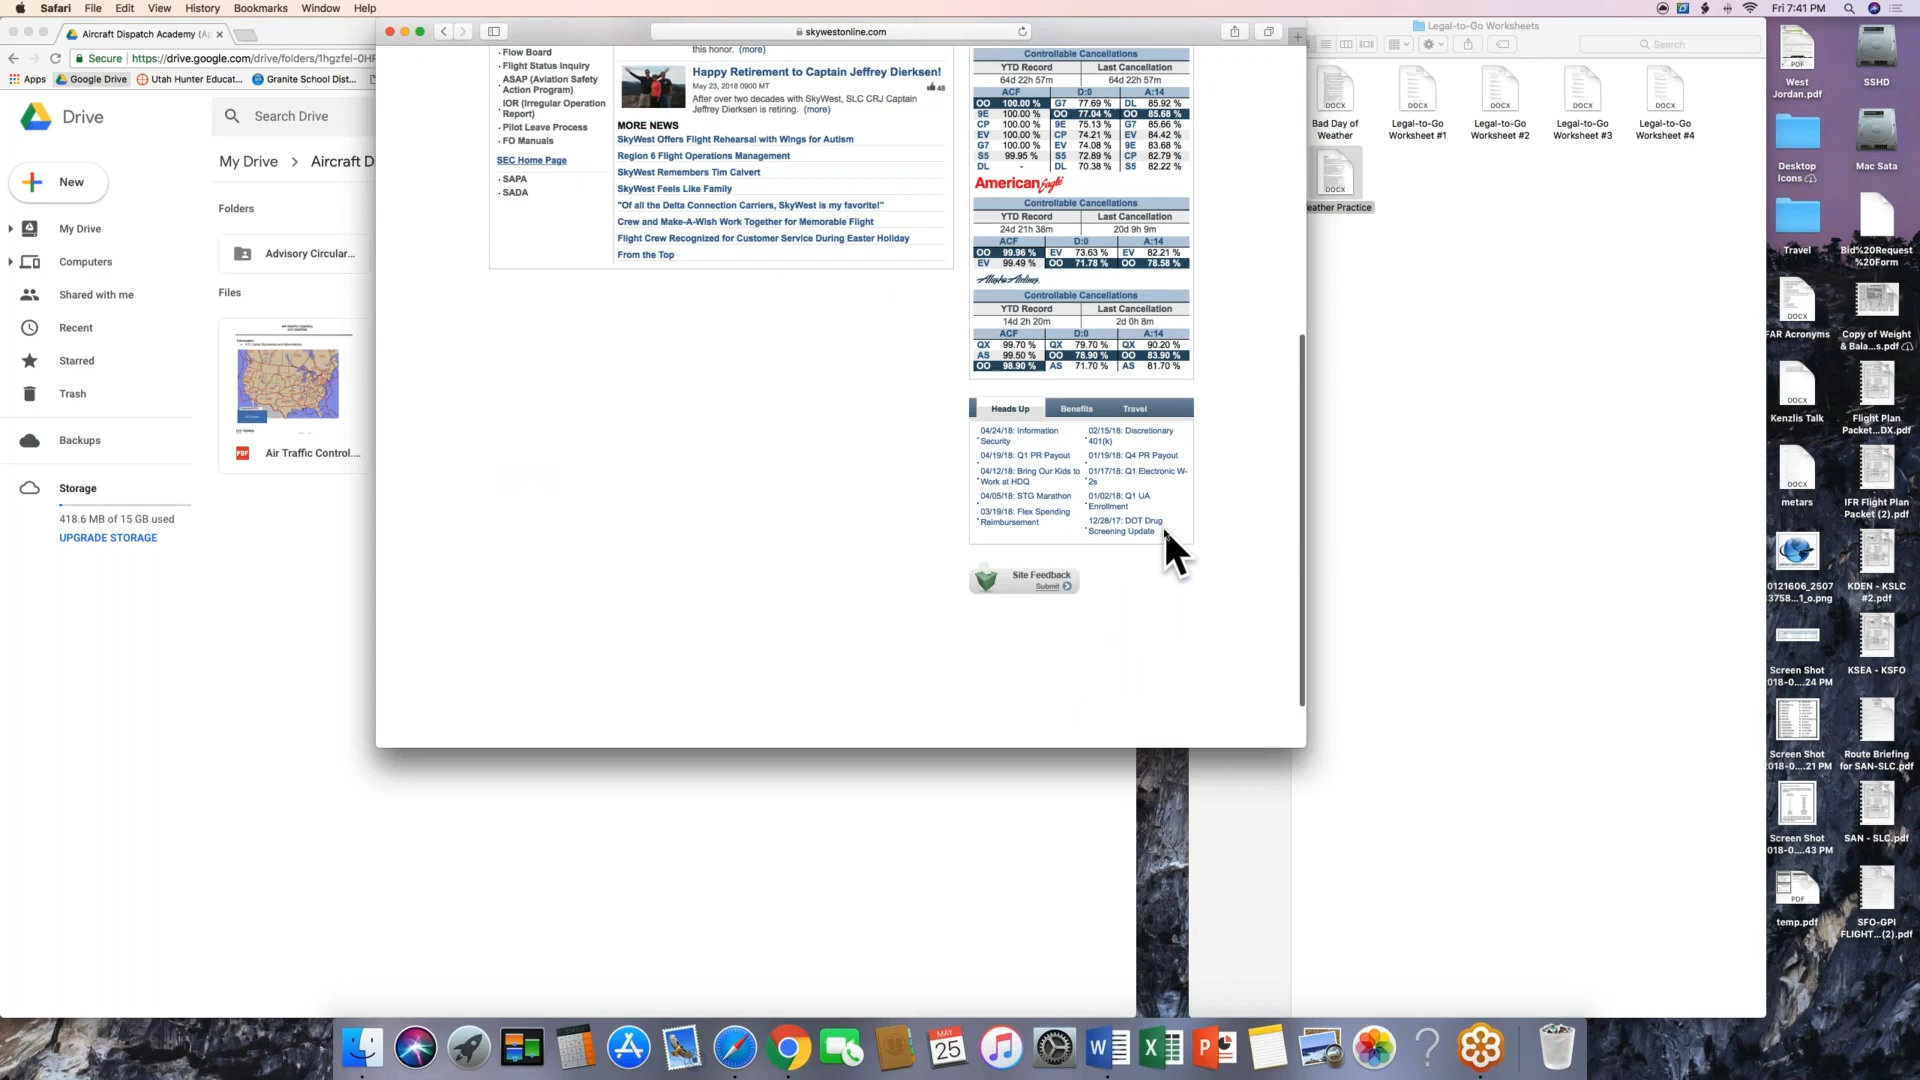 Safari File Edit View History Bookmarks Window Help
Fri 7:41 PM
Aircraft Dispatch Academy (A
Secure https://drive.google.com/drive/folders/1hgzfel-0HF
Apps Google Drive Utah Hunter Educat... Granite School Dist...
Drive
Search Drive
My Drive > Aircraft D
New
My Drive
Computers
Shared with me
Recent
Starred
Trash
Backups
Storage
418.6 MB of 15 GB used
UPGRADE STORAGE
Folders
Advisory Circular...
Files
AIR TRAFFIC CONTROL
PDF Air Traffic Control....
skywestonline.com
Flow Board
Flight Status Inquiry
ASAP (Aviation Safety
Action Program)
IOR (Irregular Operation
Report)
Pilot Leave Process
FO Manuals
SEC Home Page
SAPA
SADA
this honor. (more)
Happy Retirement to Captain Jeffrey Dierksen!
May 23, 2018 0900 MT
48
After over two decades with SkyWest, SLC CRJ Captain
Jeffrey Dierksen is retiring. (more)
MORE NEWS
SkyWest Offers Flight Rehearsal with Wings for Autism
Region 6 Flight Operations Management
SkyWest Remembers Tim Calvert
SkyWest Feels Like Family
"Of all the Delta Connection Carriers, SkyWest is my favorite!"
Crew and Make-A-Wish Work Together for Memorable Flight
Flight Crew Recognized for Customer Service During Easter Holiday
From the Top
Controllable Cancellations
YTD Record Last Cancellation
64d 22h 57m 64d 22h 57m
ACF D:0 A:14
OO 100.00 % G7 77.69 % DL 85.92 %
9E 100.00 % OO 77.04 % OO 85.68 %
CP 100.00 % 9E 75.13 % G7 85.66 %
EV 100.00 % CP 74.21 % EV 84.42 %
G7 100.00 % EV 74.08 % 9E 83.68 %
S5 99.95 % S5 72.89 % CP 82.79 %
DL - DL 70.38 % S5 82.22 %
American Eagle
Controllable Cancellations
YTD Record Last Cancellation
24d 21h 38m 20d 9h 9m
ACF D:0 A:14
OO 99.96 % EV 73.63 % EV 82.21 %
EV 99.49 % OO 71.78 % OO 78.58 %
Alaska Airlines.
Controllable Cancellations
YTD Record Last Cancellation
14d 2h 20m 2d 0h 8m
ACF D:0 A:14
QX 99.70 % QX 79.70 % QX 90.20 %
AS 99.50 % OO 78.90 % OO 83.90 %
OO 98.90 % AS 71.70 % AS 81.70 %
Heads Up Benefits Travel
04/24/18: Information
Security
04/19/18: Q1 PR Payout
04/12/18: Bring Our Kids to
Work at HDQ
04/05/18: STG Marathon
03/19/18: Flex Spending
Reimbursement
02/15/18: Discretionary
401(k)
01/19/18: Q4 PR Payout
01/17/18: Q1 Electronic W-
2s
01/02/18: Q1 UA
Enrollment
12/28/17: DOT Drug
Screening Update
Site Feedback
Submit
Legal-to-Go Worksheets
Search
DOCX DOCX DOCX DOCX DOCX
Bad Day of
Weather
Legal-to-Go
Worksheet #1
Legal-to-Go
Worksheet #2
Legal-to-Go
Worksheet #3
Legal-to-Go
Worksheet #4
DOCX
eather Practice
PDF
West
Jordan.pdf
SSHD
Desktop
Icons
Mac Sata
Travel
Bid%20Request
%20Form
DOCX
FAR Acronyms
Copy of Weight
& Bala...s.pdf
Kenzlis Talk
DOCX
Flight Plan
Packet...DX.pdf
DOCX
metars
IFR Flight Plan
Packet (2).pdf
0121606_2507
3758...1_o.png
KDEN - KSLC
#2.pdf
Screen Shot
018-0....24 PM
KSEA - KSFO
Screen Shot
018-0....21 PM
Route Briefing
for SAN-SLC.pdf
Screen Shot
018-0....43 PM
SAN - SLC.pdf
PDF
temp.pdf
SFO-GPI
FLIGHT...(2).pdf
MAY
25
W
X
P